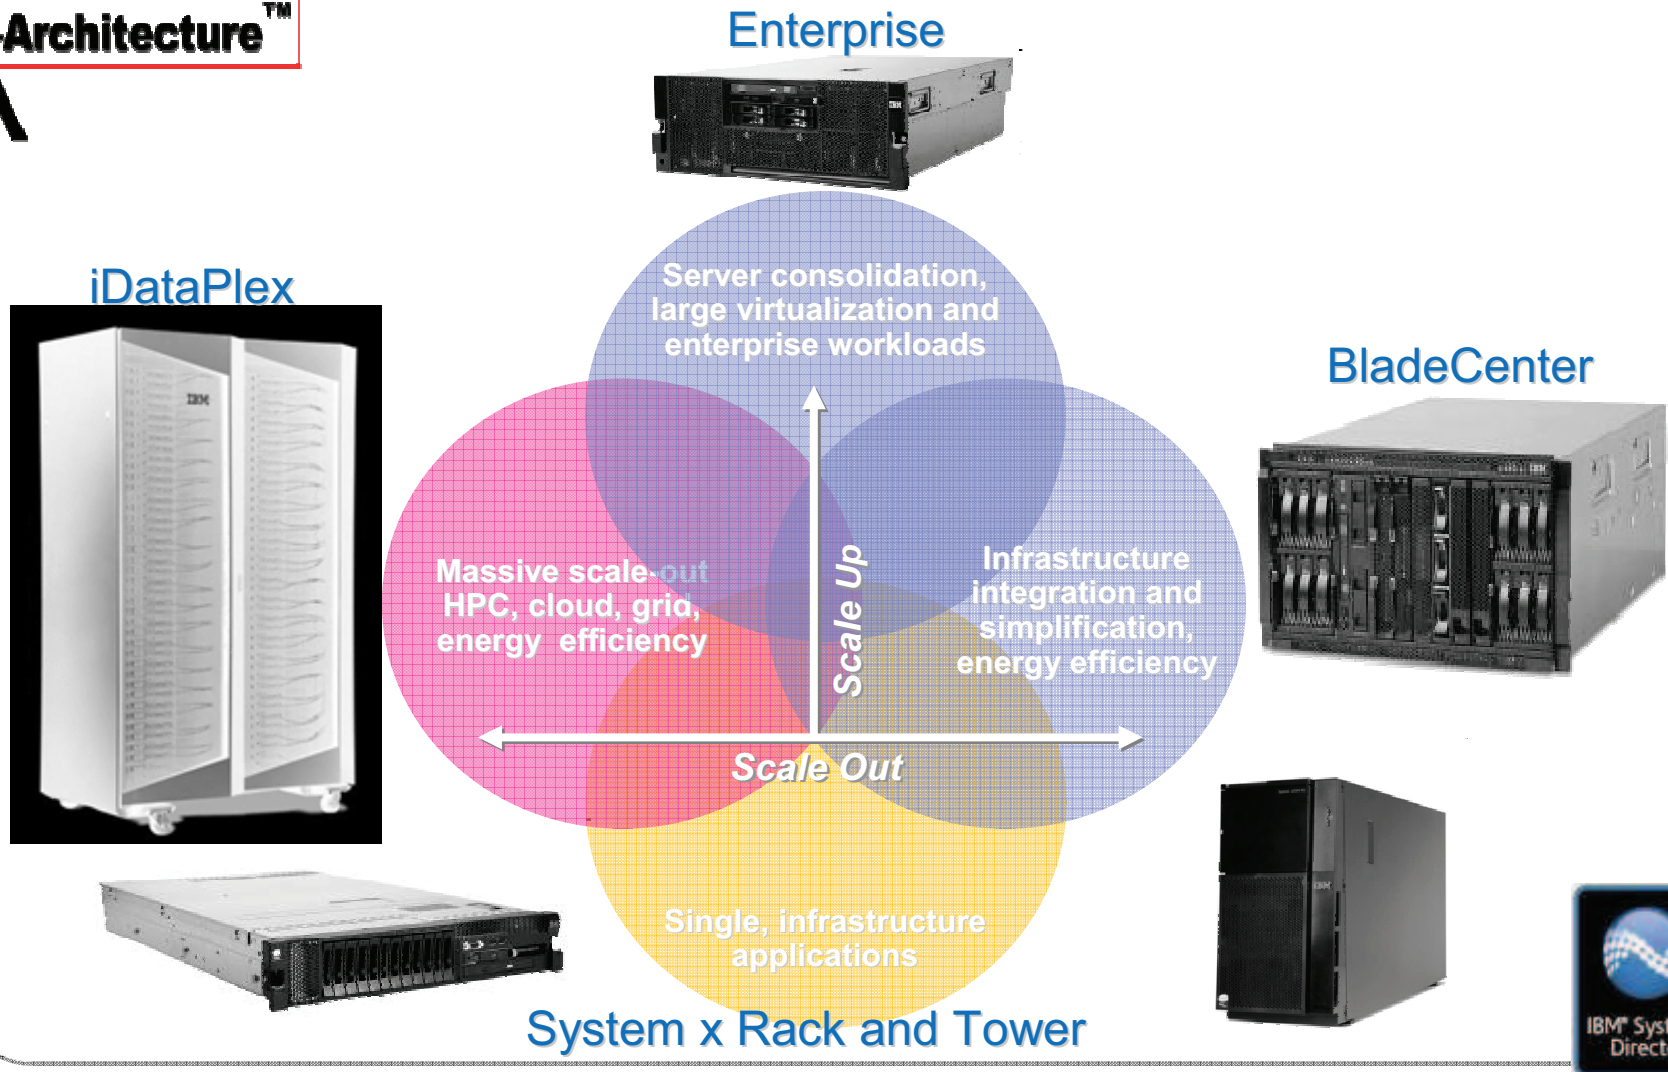 -Architecture™
Enterprise
iDataPlex
Server consolidation,
large virtualization and
enterprise workloads
BladeCenter
IBM
Massive scale-out
HPC, cloud, grid,
energy efficiency
Scale Up
Infrastructure
integration and
simplification,
energy efficiency
Scale Out
Single, infrastructure
applications
System x Rack and Tower
IBM® Syst
Direct